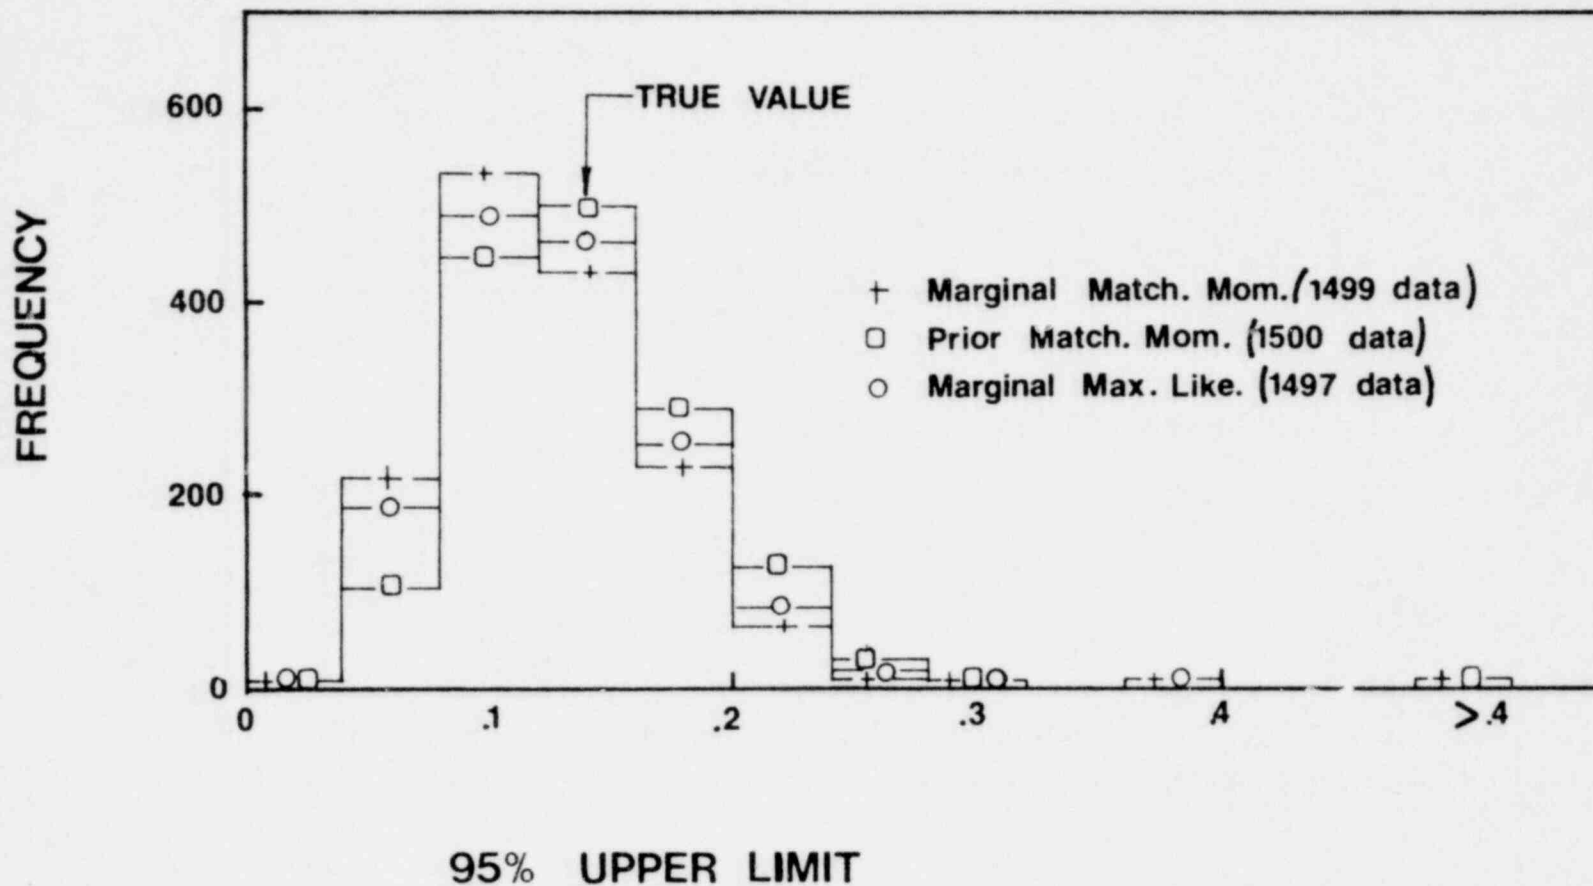 600
TRUE VALUE
FREQUENCY
400
Marginal Match. Mom. (1499 data)
Prior Match. Mom. (1500 data)
Marginal Max. Like. (1497 data)
200
0
0 .1 .2 .3 .4 >.4
95% UPPER LIMIT